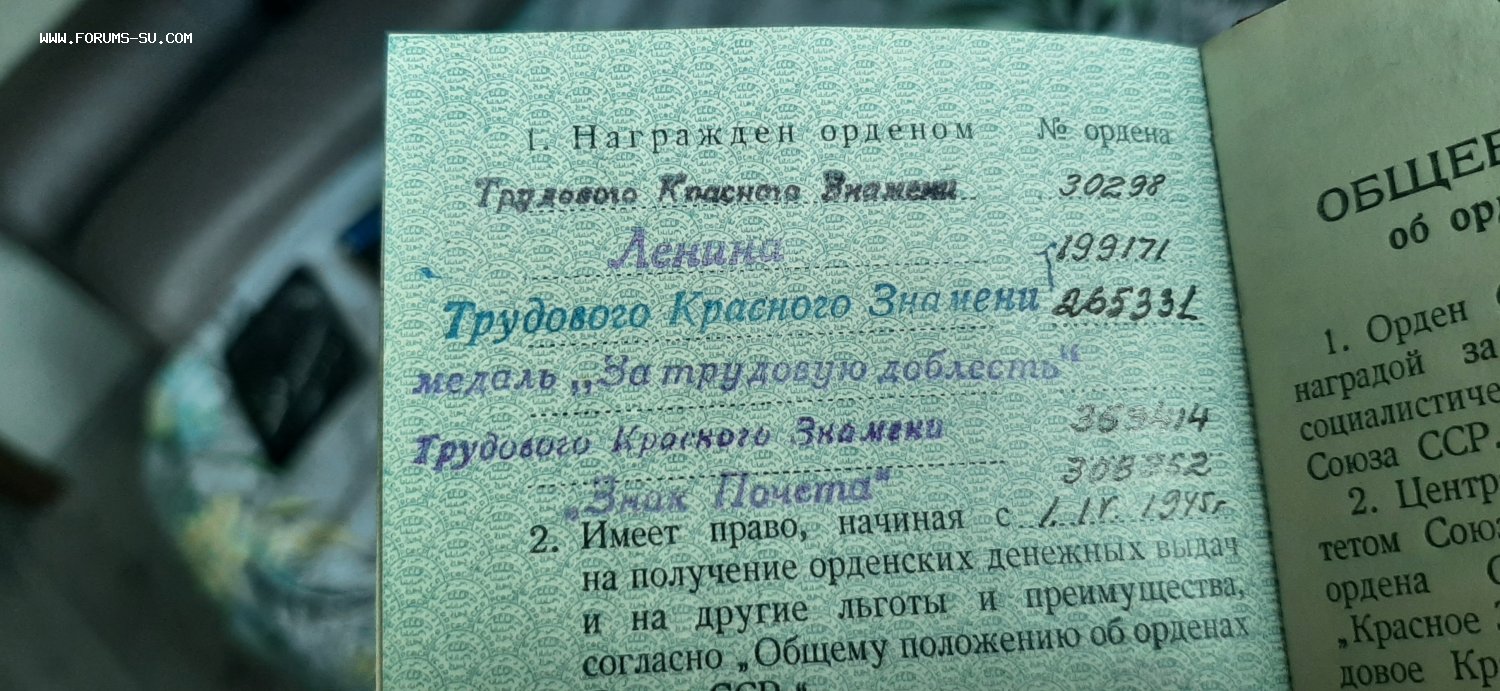 WWW.FORUMS-SU.COM
1. Награжден орденом № ордена
Трудового Красного Знамени 30298
Ленина 199171
Трудового Красного Знамени 265331
медаль „За трудовую доблесть“
Трудового Красного Знамени 369414
„Знак Почета“ 308952
2. Имеет право, начиная с 1.IV.1945г
на получение орденских денежных выдач
и на другие льготы и преимущества,
согласно „Общему положению об орденах
ССР.“
ОБЩЕ
об ор
1. Орден
наградой за
социалистиче
Союза ССР.
2. Центр
тетом Союз
ордена
„Красное
довое Кр